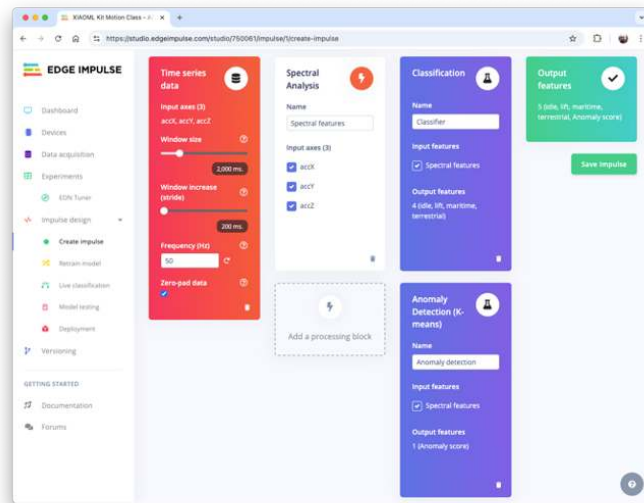 XIAOML Kit Motion Class - A
https://studio.edgeimpulse.com/studio/750061/impulse/1/create-impulse
EDGE IMPULSE
Dashboard
Devices
Data acquisition
Experiments
EON Tuner
Impulse design
Create impulse
Retrain model
Live classification
Model testing
Deployment
Versioning
GETTING STARTED
Documentation
Forums
Time series
data
Input axes (3)
accX, accY, accZ
Window size
2,000 ms.
Window increase
(stride)
200 ms.
Frequency (Hz)
50
Zero-pad data
Spectral
Analysis
Name
Spectral features
Input axes (3)
accX
accY
accZ
Add a processing block
Classification
Name
Classifier
Input features
Spectral features
Output features
4 (idle, lift, maritime,
terrestrial)
Anomaly
Detection (K-
means)
Name
Anomaly detection
Input features
Spectral features
Output features
1 (Anomaly score)
Output
features
5 (idle, lift, maritime,
terrestrial, Anomaly score)
Save Impulse